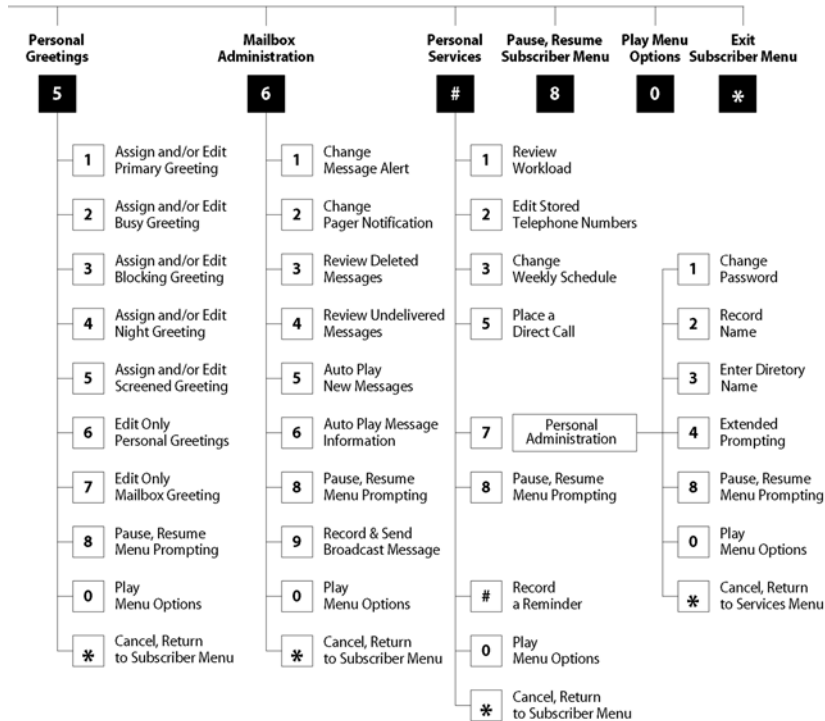 Personal
Greetings
5
1
Assign and/or Edit
Primary Greeting
2
Assign and/or Edit
Busy Greeting
3
Assign and/or Edit
Blocking Greeting
4
Assign and/or Edit
Night Greeting
5
Assign and/or Edit
Screened Greeting
6
Edit Only
Personal Greetings
7
Edit Only
Mailbox Greeting
8
Pause, Resume
Menu Prompting
0
Play
Menu Options
*
Cancel, Return
to Subscriber Menu
Mailbox
Administration
6
1
Change
Message Alert
2
Change
Pager Notification
3
Review Deleted
Messages
4
Review Undelivered
Messages
5
Auto Play
New Messages
6
Auto Play Message
Information
8
Pause, Resume
Menu Prompting
9
Record & Send
Broadcast Message
0
Play
Menu Options
*
Cancel, Return
to Subscriber Menu
Personal
Services
#
1
Review
Workload
2
Edit Stored
Telephone Numbers
3
Change
Weekly Schedule
5
Place a
Direct Call
7
Personal
Administration
8
Pause, Resume
Menu Prompting
#
Record
a Reminder
0
Play
Menu Options
*
Cancel, Return
to Subscriber Menu
1
Change
Password
2
Record
Name
3
Enter Diretory
Name
4
Extended
Prompting
8
Pause, Resume
Menu Prompting
0
Play
Menu Options
*
Cancel, Return
to Services Menu
Pause, Resume
Subscriber Menu
8
Play Menu
Options
0
Exit
Subscriber Menu
*